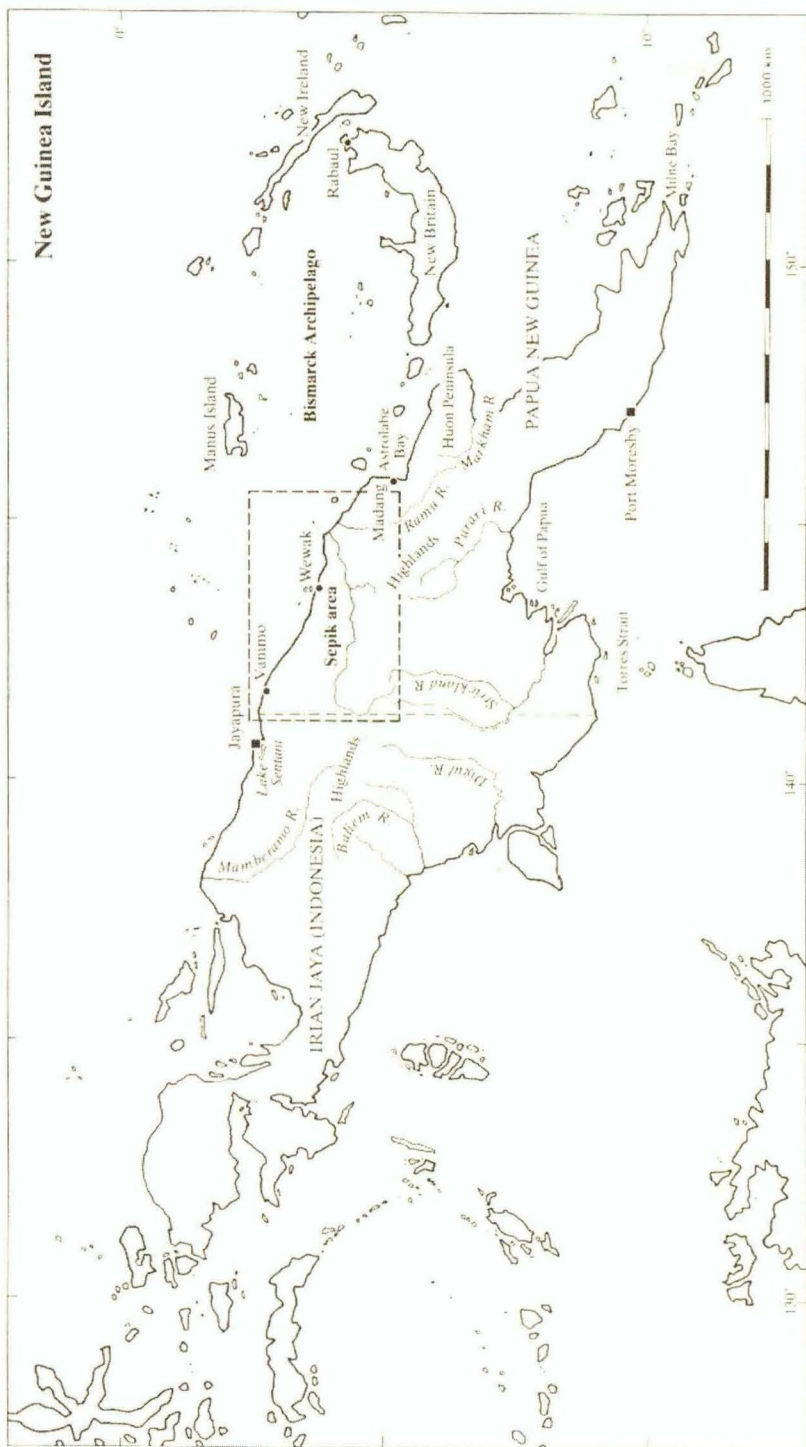 New Guinea Island
0°
New Ireland
Rabaul
Manus Island
Bismarck Archipelago
New Britain
Jayapura
Vanimo
Lake
Sentani
Wewak
Sepik area
Madang
Astrolabe
Bay
Huon Peninsula
Markham R.
Ramu R.
Mamberamo R.
Highlands
Highlands
Purari R.
Baliem R.
IRIAN JAYA (INDONESIA)
Strickland R.
Digul
R.
PAPUA NEW GUINEA
Gulf of Papua
Port Moresby
Milne Bay
Torres Strait
10°
1000 km
130°
140°
150°